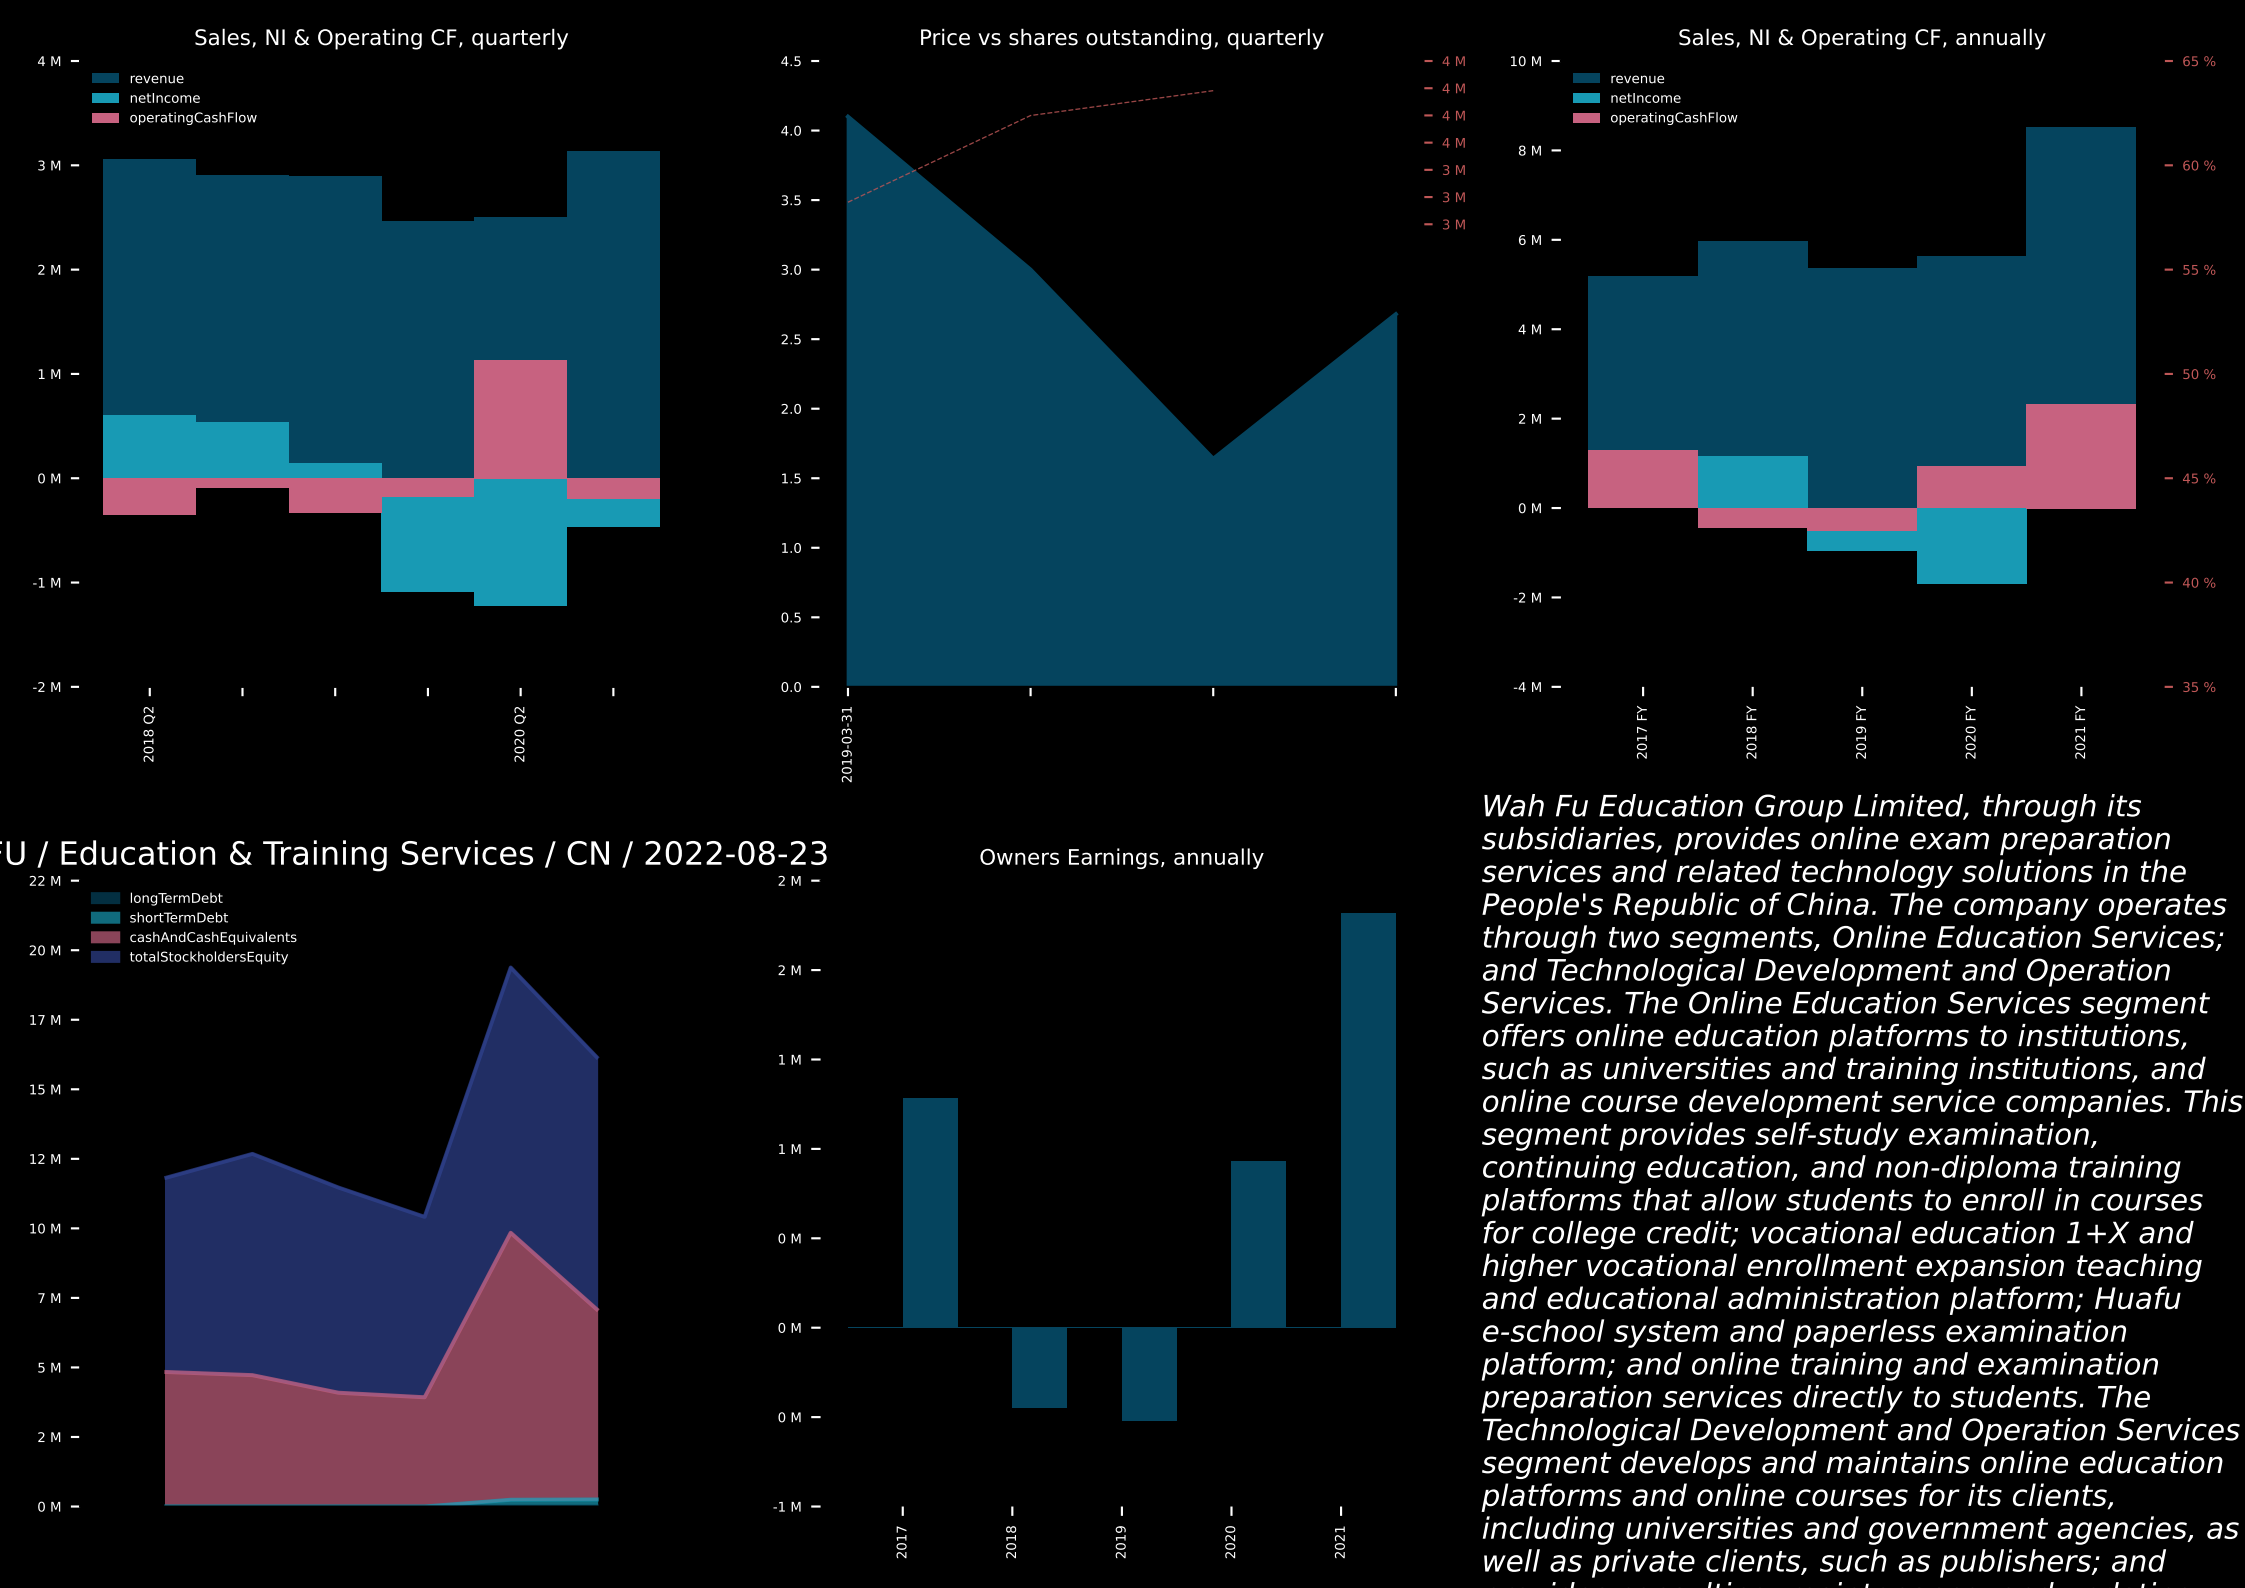 Sales, NI & Operating CF, quarterly
4 M
3 M
2 M
1 M
0 M
-1 M
-2 M
revenue
netIncome
operatingCashFlow
2018 Q2
2020 Q2
Price vs shares outstanding, quarterly
4.5
4.0
3.5
3.0
2.5
2.0
1.5
1.0
0.5
0.0
4 M
4 M
4 M
4 M
3 M
3 M
3 M
2019-03-31
Sales, NI & Operating CF, annually
10 M
8 M
6 M
4 M
2 M
0 M
-2 M
-4 M
revenue
netIncome
operatingCashFlow
65 %
60 %
55 %
50 %
45 %
40 %
35 %
2017 FY
2018 FY
2019 FY
2020 FY
2021 FY
FU / Education & Training Services / CN / 2022-08-23
22 M
20 M
17 M
15 M
12 M
10 M
7 M
5 M
2 M
0 M
longTermDebt
shortTermDebt
cashAndCashEquivalents
totalStockholdersEquity
Owners Earnings, annually
2 M
2 M
1 M
1 M
0 M
0 M
0 M
-1 M
2017
2018
2019
2020
2021
Wah Fu Education Group Limited, through its
subsidiaries, provides online exam preparation
services and related technology solutions in the
People's Republic of China. The company operates
through two segments, Online Education Services;
and Technological Development and Operation
Services. The Online Education Services segment
offers online education platforms to institutions,
such as universities and training institutions, and
online course development service companies. This
segment provides self-study examination,
continuing education, and non-diploma training
platforms that allow students to enroll in courses
for college credit; vocational education 1+X and
higher vocational enrollment expansion teaching
and educational administration platform; Huafu
e-school system and paperless examination
platform; and online training and examination
preparation services directly to students. The
Technological Development and Operation Services
segment develops and maintains online education
platforms and online courses for its clients,
including universities and government agencies, as
well as private clients, such as publishers; and